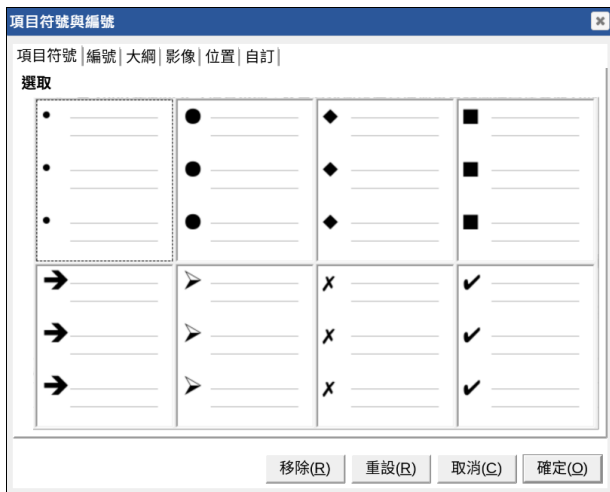 項目符號與編號
項目符號 編號 大綱 影像 位置 自訂
選取
移除(R) 重設(R) 取消(C) 確定(O)